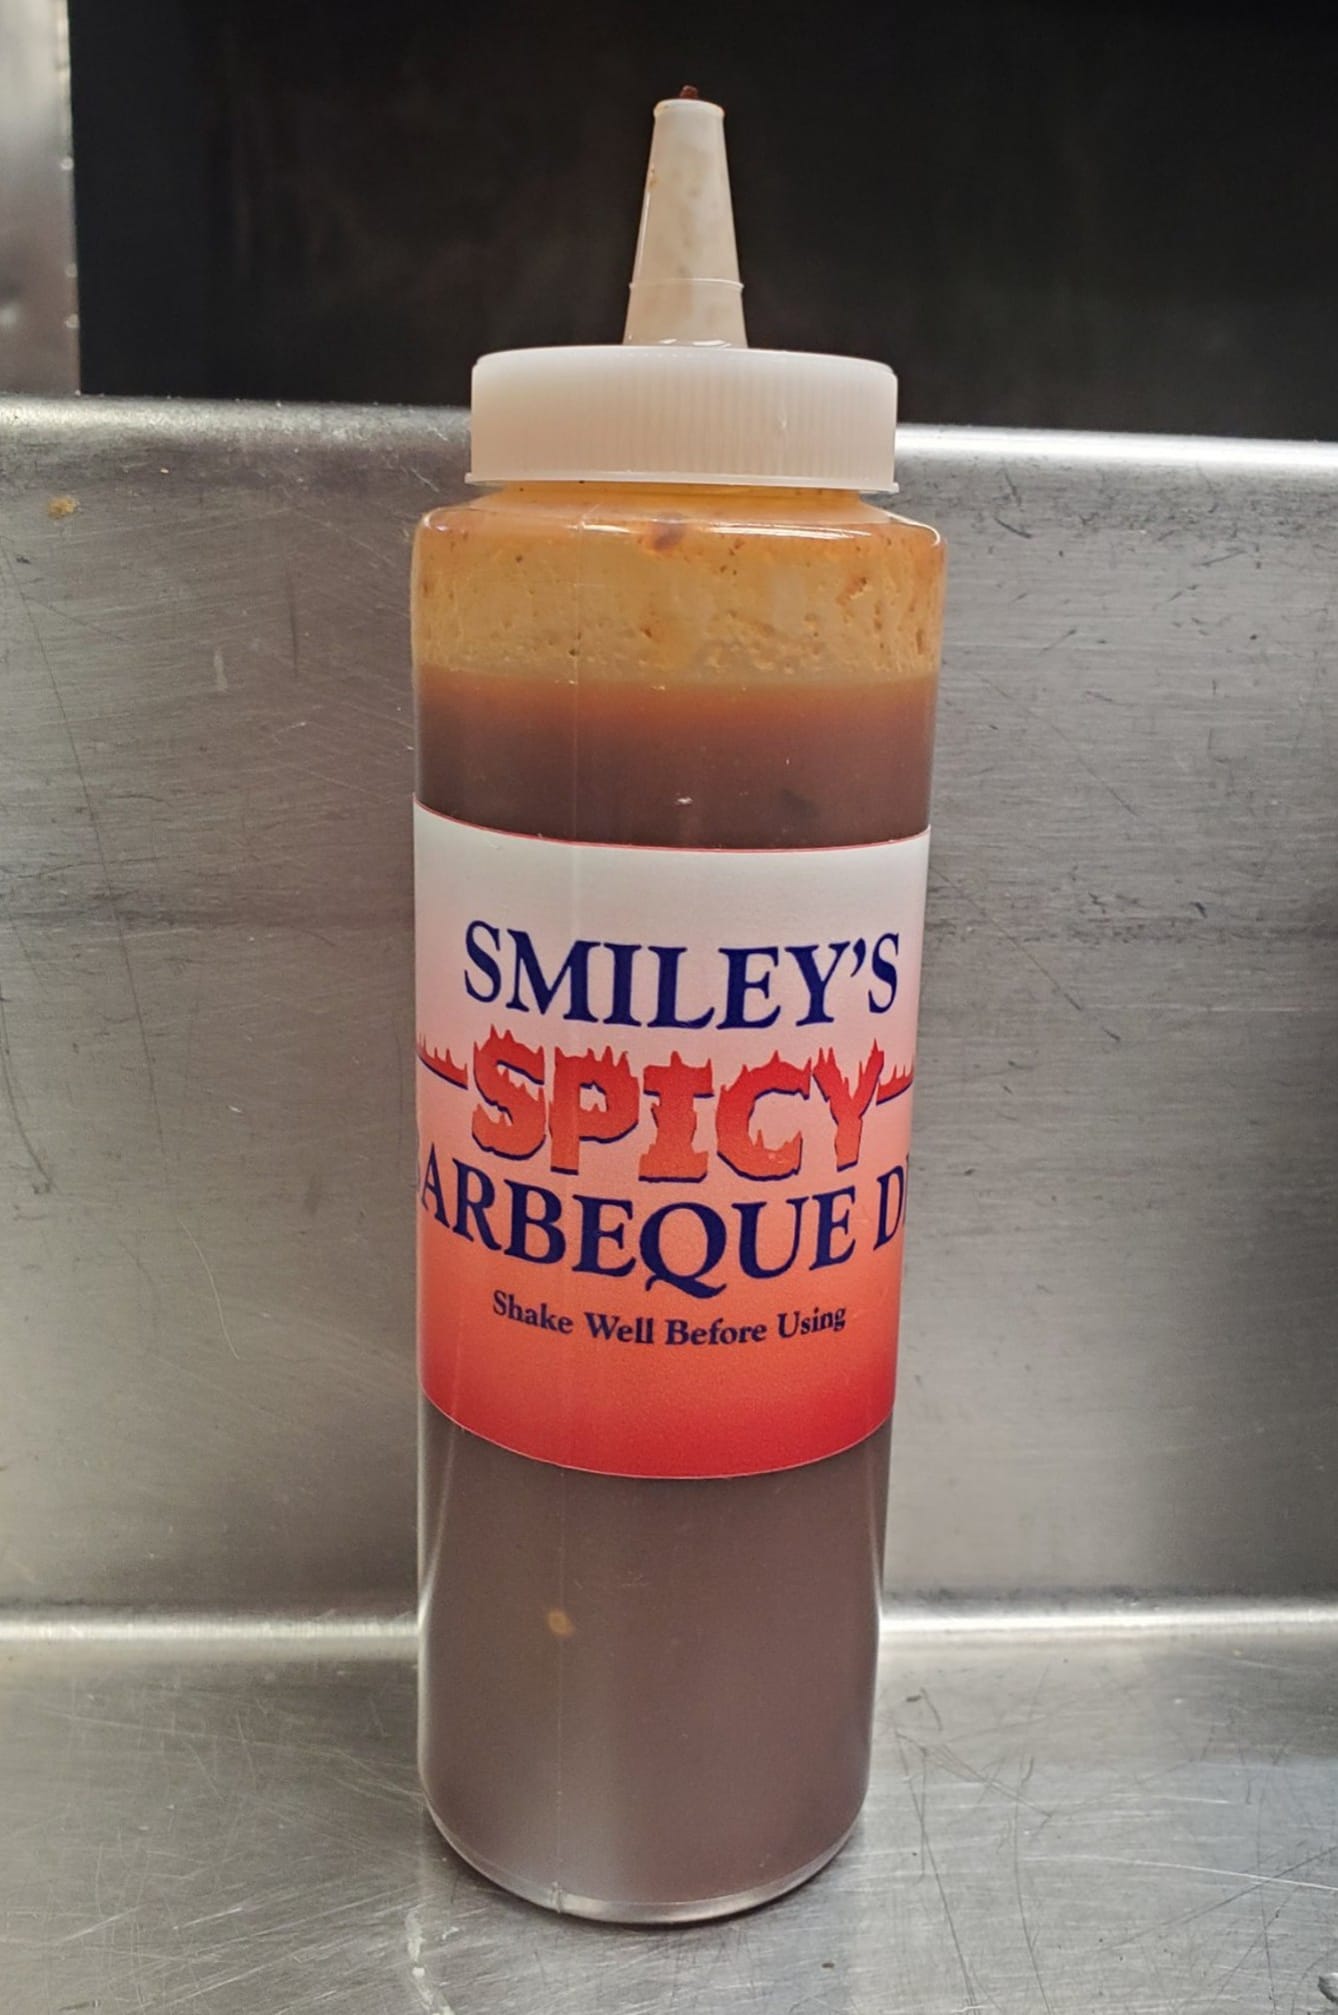 SMILEY'S
SPICY
ARBEQUE D
Shake Well Before Using